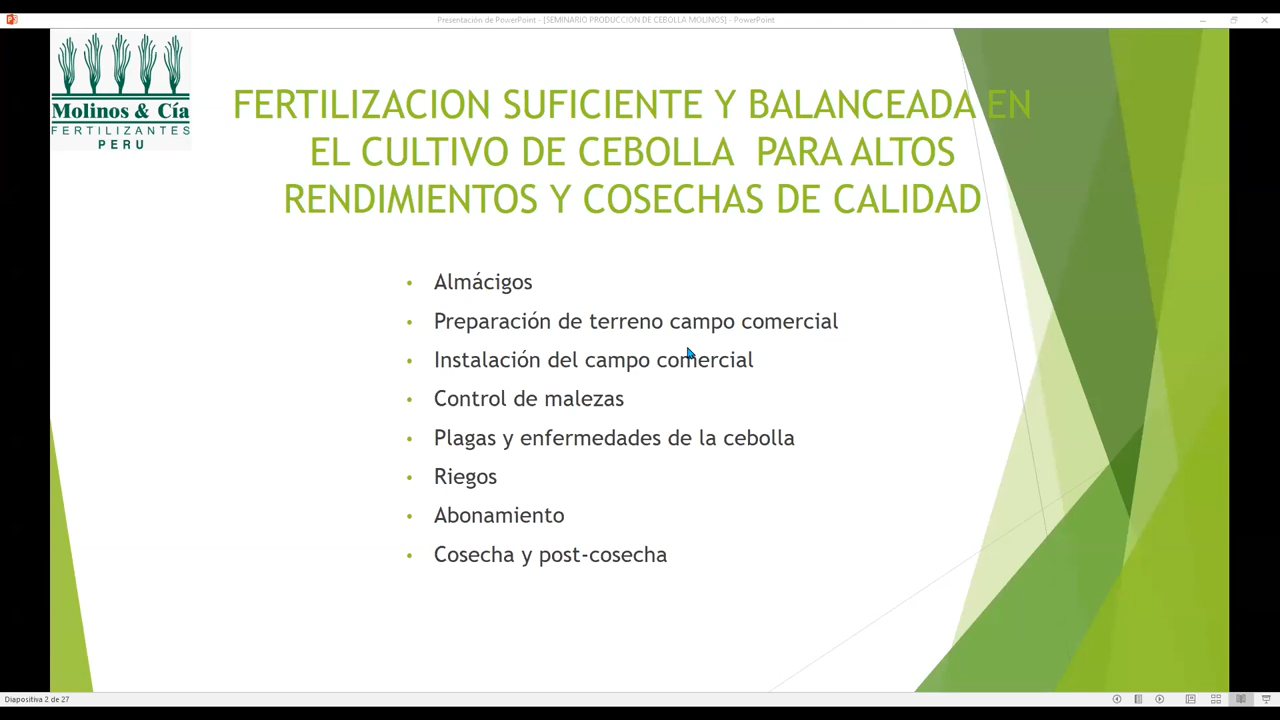 Presentación de PowerPoint - [SEMINARIO PRODUCCION DE CEBOLLA MOLINOS] - PowerPoint
Molinos & Cía
FERTILIZANTES
PERU
FERTILIZACION SUFICIENTE Y BALANCEADA EN
EL CULTIVO DE CEBOLLA PARA ALTOS
RENDIMIENTOS Y COSECHAS DE CALIDAD
• Almácigos
• Preparación de terreno campo comercial
• Instalación del campo comercial
• Control de malezas
• Plagas y enfermedades de la cebolla
• Riegos
• Abonamiento
• Cosecha y post-cosecha
Diapositiva 2 de 27